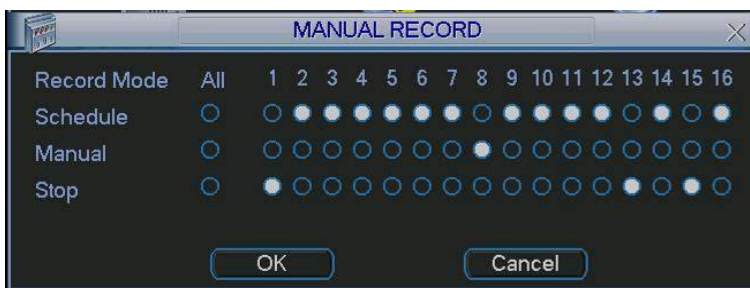 MANUAL RECORD
Record Mode All 1 2 3 4 5 6 7 8 9 10 11 12 13 14 15 16
Schedule
Manual
Stop
OK Cancel